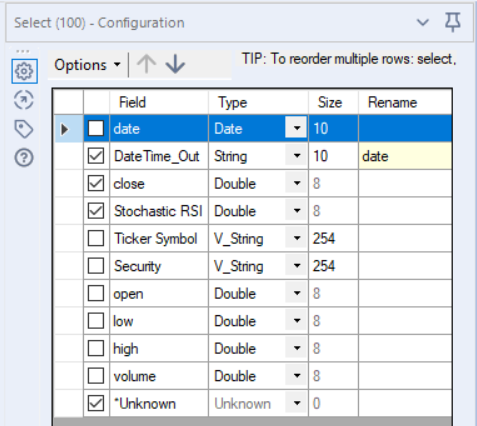 Select (100) - Configuration
Options TIP: To reorder multiple rows: select,
Field Type Size Rename
date Date 10
DateTime_Out String 10 date
close Double 8
Stochastic RSI Double 8
Ticker Symbol V_String 254
Security V_String 254
open Double 8
low Double 8
high Double 8
volume Double 8
*Unknown Unknown 0